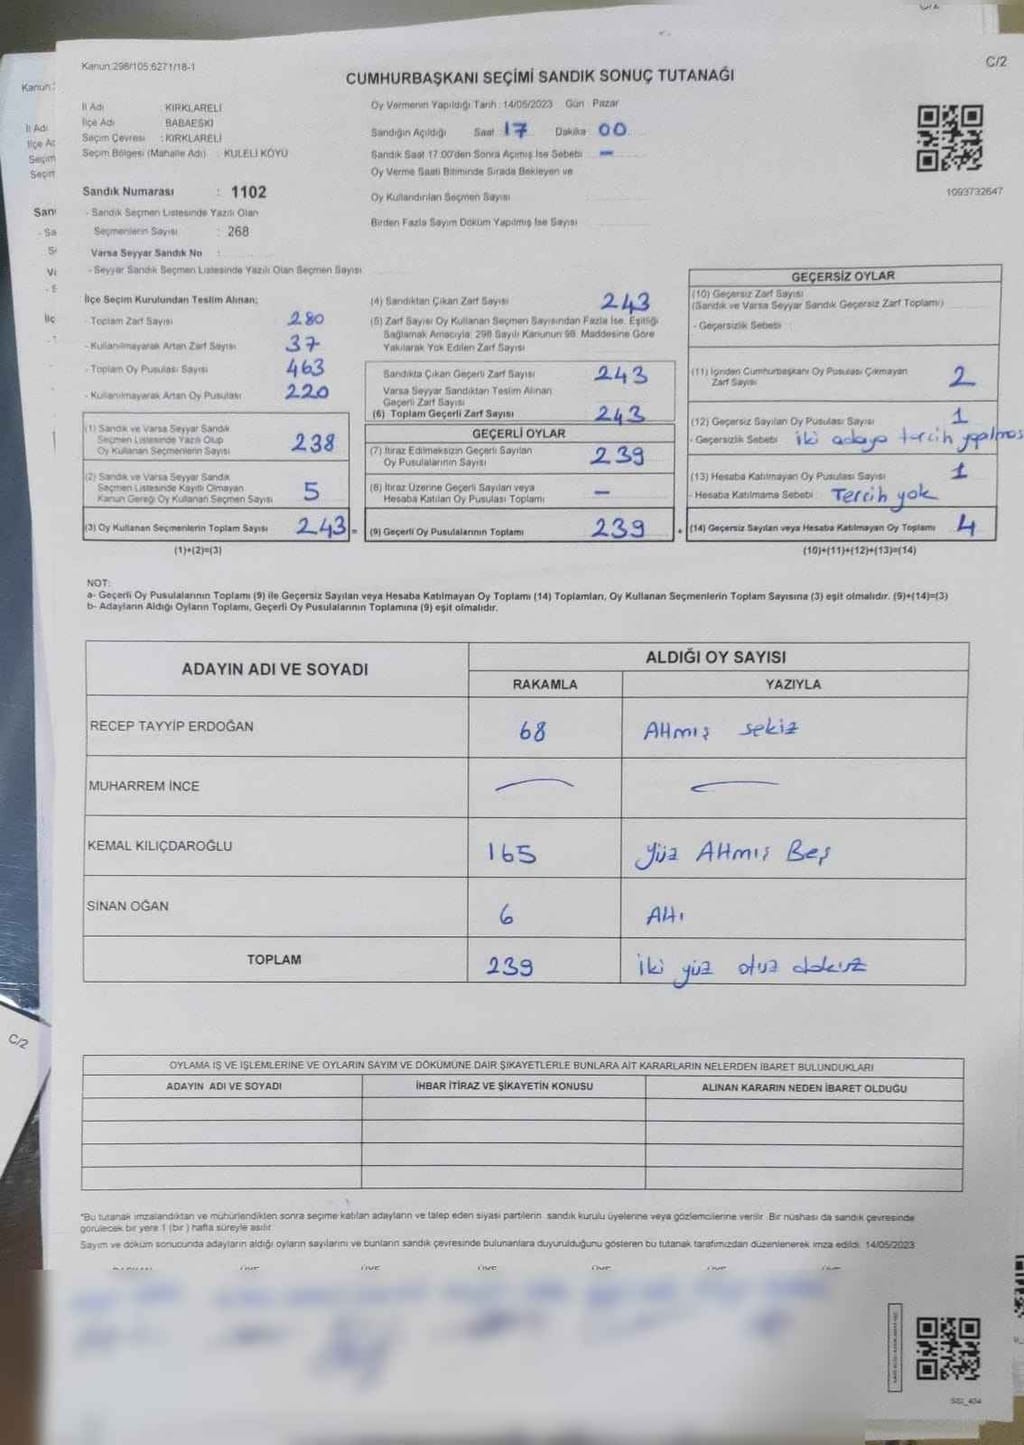 Kanun:298/105.6271/18-1
C/2
CUMHURBAŞKANI SEÇİMİ SANDIK SONUÇ TUTANAĞI
İl Adı : KIRKLARELİ
İlçe Adı BABAESKİ
Seçim Çevresi : KIRKLARELİ
Seçim Bölgesi (Mahalle Adı) : KULELİ KÖYÜ
Sandık Numarası : 1102
- Sandık Seçmen Listesinde Yazılı Olan
Seçmenlerin Sayısı : 268
Varsa Seyyar Sandık No :
- Seyyar Sandık Seçmen Listesinde Yazılı Olan Seçmen Sayısı
Oy Vermenin Yapıldığı Tarih : 14/05/2023 Gün : Pazar
Sandığın Açıldığı Saat : 17 Dakika 00
Sandık Saat 17:00'den Sonra Açılmış İse Sebebi : -
Oy Verme Saati Bitiminde Sırada Bekleyen ve
Oy Kullandırılan Seçmen Sayısı
Birden Fazla Sayım Döküm Yapılmış İse Sayısı
1093732647
İlçe Seçim Kurulundan Teslim Alınan;
- Toplam Zarf Sayısı 280
- Kullanılmayarak Artan Zarf Sayısı 37
- Toplam Oy Pusulası Sayısı 463
- Kullanılmayarak Artan Oy Pusulası 220
(1) Sandık ve Varsa Seyyar Sandık
Seçmen Listesinde Yazılı Olup
Oy Kullanan Seçmenlerin Sayısı 238
(2) Sandık ve Varsa Seyyar Sandık
Seçmen Listesinde Kayıtlı Olmayan
Kanun Gereği Oy Kullanan Seçmen Sayısı 5
(3) Oy Kullanan Seçmenlerin Toplam Sayısı 243 =
(1)+(2)=(3)
(4) Sandıktan Çıkan Zarf Sayısı 243
(5) Zarf Sayısı Oy Kullanan Seçmen Sayısından Fazla İse, Eşitliği
Sağlamak Amacıyla; 298 Sayılı Kanunun 98. Maddesine Göre
Yakılarak Yok Edilen Zarf Sayısı
Sandıkta Çıkan Geçerli Zarf Sayısı 243
Varsa Seyyar Sandıktan Teslim Alınan
Geçerli Zarf Sayısı
(6) Toplam Geçerli Zarf Sayısı 243
GEÇERLİ OYLAR
(7) İtiraz Edilmeksizin Geçerli Sayılan
Oy Pusulalarının Sayısı 239
(8) İtiraz Üzerine Geçerli Sayılan veya
Hesaba Katılan Oy Pusulası Toplamı -
(9) Geçerli Oy Pusulalarının Toplamı 239 +
GEÇERSİZ OYLAR
(10) Geçersiz Zarf Sayısı
(Sandık ve Varsa Seyyar Sandık Geçersiz Zarf Toplamı)
- Geçersizlik Sebebi :
(11) İçinden Cumhurbaşkanı Oy Pusulası Çıkmayan
Zarf Sayısı 2
(12) Geçersiz Sayılan Oy Pusulası Sayısı 1
- Geçersizlik Sebebi : iki adaya tercih yapılmas
(13) Hesaba Katılmayan Oy Pusulası Sayısı 1
- Hesaba Katılmama Sebebi : Tercih yok
(14) Geçersiz Sayılan veya Hesaba Katılmayan Oy Toplamı 4
(10)+(11)+(12)+(13)=(14)
NOT:
a- Geçerli Oy Pusulalarının Toplamı (9) ile Geçersiz Sayılan veya Hesaba Katılmayan Oy Toplamı (14) Toplamları, Oy Kullanan Seçmenlerin Toplam Sayısına (3) eşit olmalıdır. (9)+(14)=(3)
b- Adayların Aldığı Oyların Toplamı, Geçerli Oy Pusulalarının Toplamına (9) eşit olmalıdır.
ADAYIN ADI VE SOYADI
ALDIĞI OY SAYISI
RAKAMLA YAZIYLA
RECEP TAYYİP ERDOĞAN 68 Altmış sekiz
MUHARREM İNCE
KEMAL KILIÇDAROĞLU 165 Yüz Altmış Beş
SİNAN OĞAN 6 Altı
TOPLAM 239 iki yüz otuz dokuz
OYLAMA İŞ VE İŞLEMLERİNE VE OYLARIN SAYIM VE DÖKÜMÜNE DAİR ŞİKAYETLERLE BUNLARA AİT KARARLARIN NELERDEN İBARET BULUNDUKLARI
ADAYIN ADI VE SOYADI İHBAR İTİRAZ VE ŞİKAYETİN KONUSU ALINAN KARARIN NEDEN İBARET OLDUĞU
*Bu tutanak imzalandıktan ve mühürlendikten sonra seçime katılan adayların ve talep eden siyasi partilerin, sandık kurulu üyelerine veya gözlemcilerine verilir. Bir nüshası da sandık çevresinde
görülecek bir yere 1 (bir) hafta süreyle asılır.
Sayım ve döküm sonucunda adayların aldığı oyların sayılarını ve bunların sandık çevresinde bulunanlara duyurulduğunu gösteren bu tutanak tarafımızdan düzenlenerek imza edildi. 14/05/2023
Kanun:
İl Adı
İlçe Ad
Seçim
Seçim
San
C/2